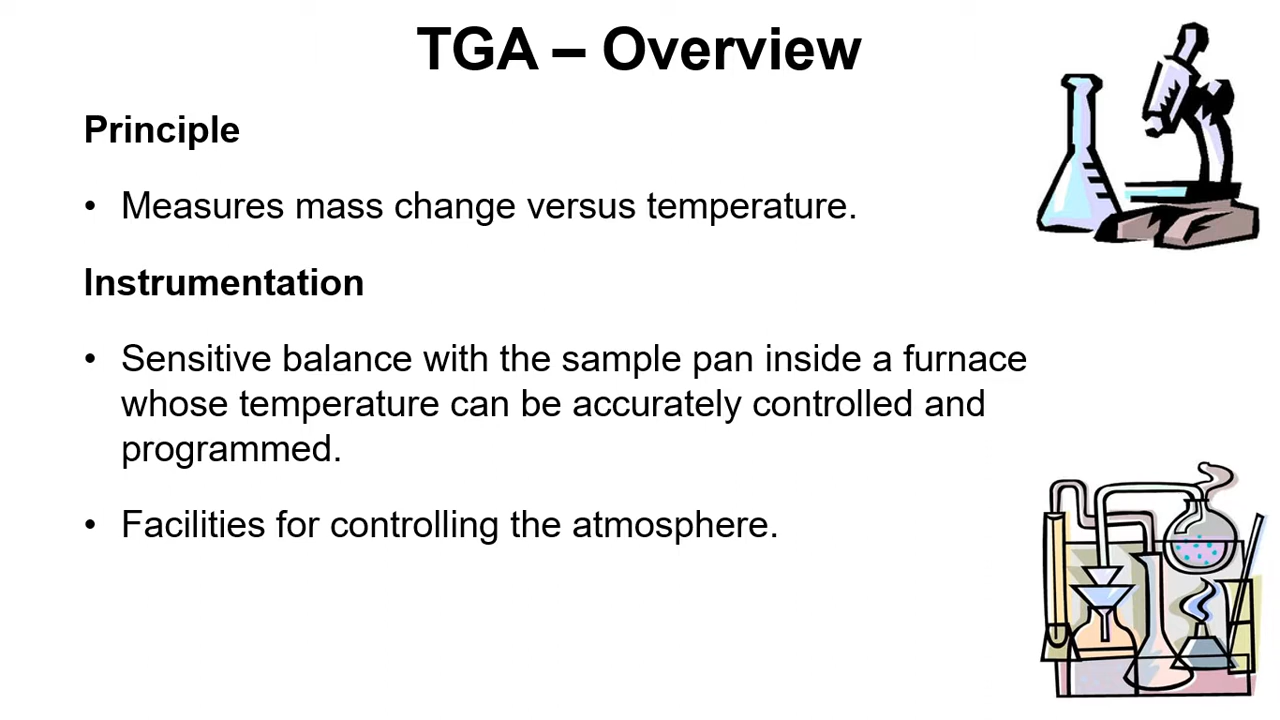 TGA – Overview
Principle
• Measures mass change versus temperature.
Instrumentation
• Sensitive balance with the sample pan inside a furnace
whose temperature can be accurately controlled and
programmed.
• Facilities for controlling the atmosphere.